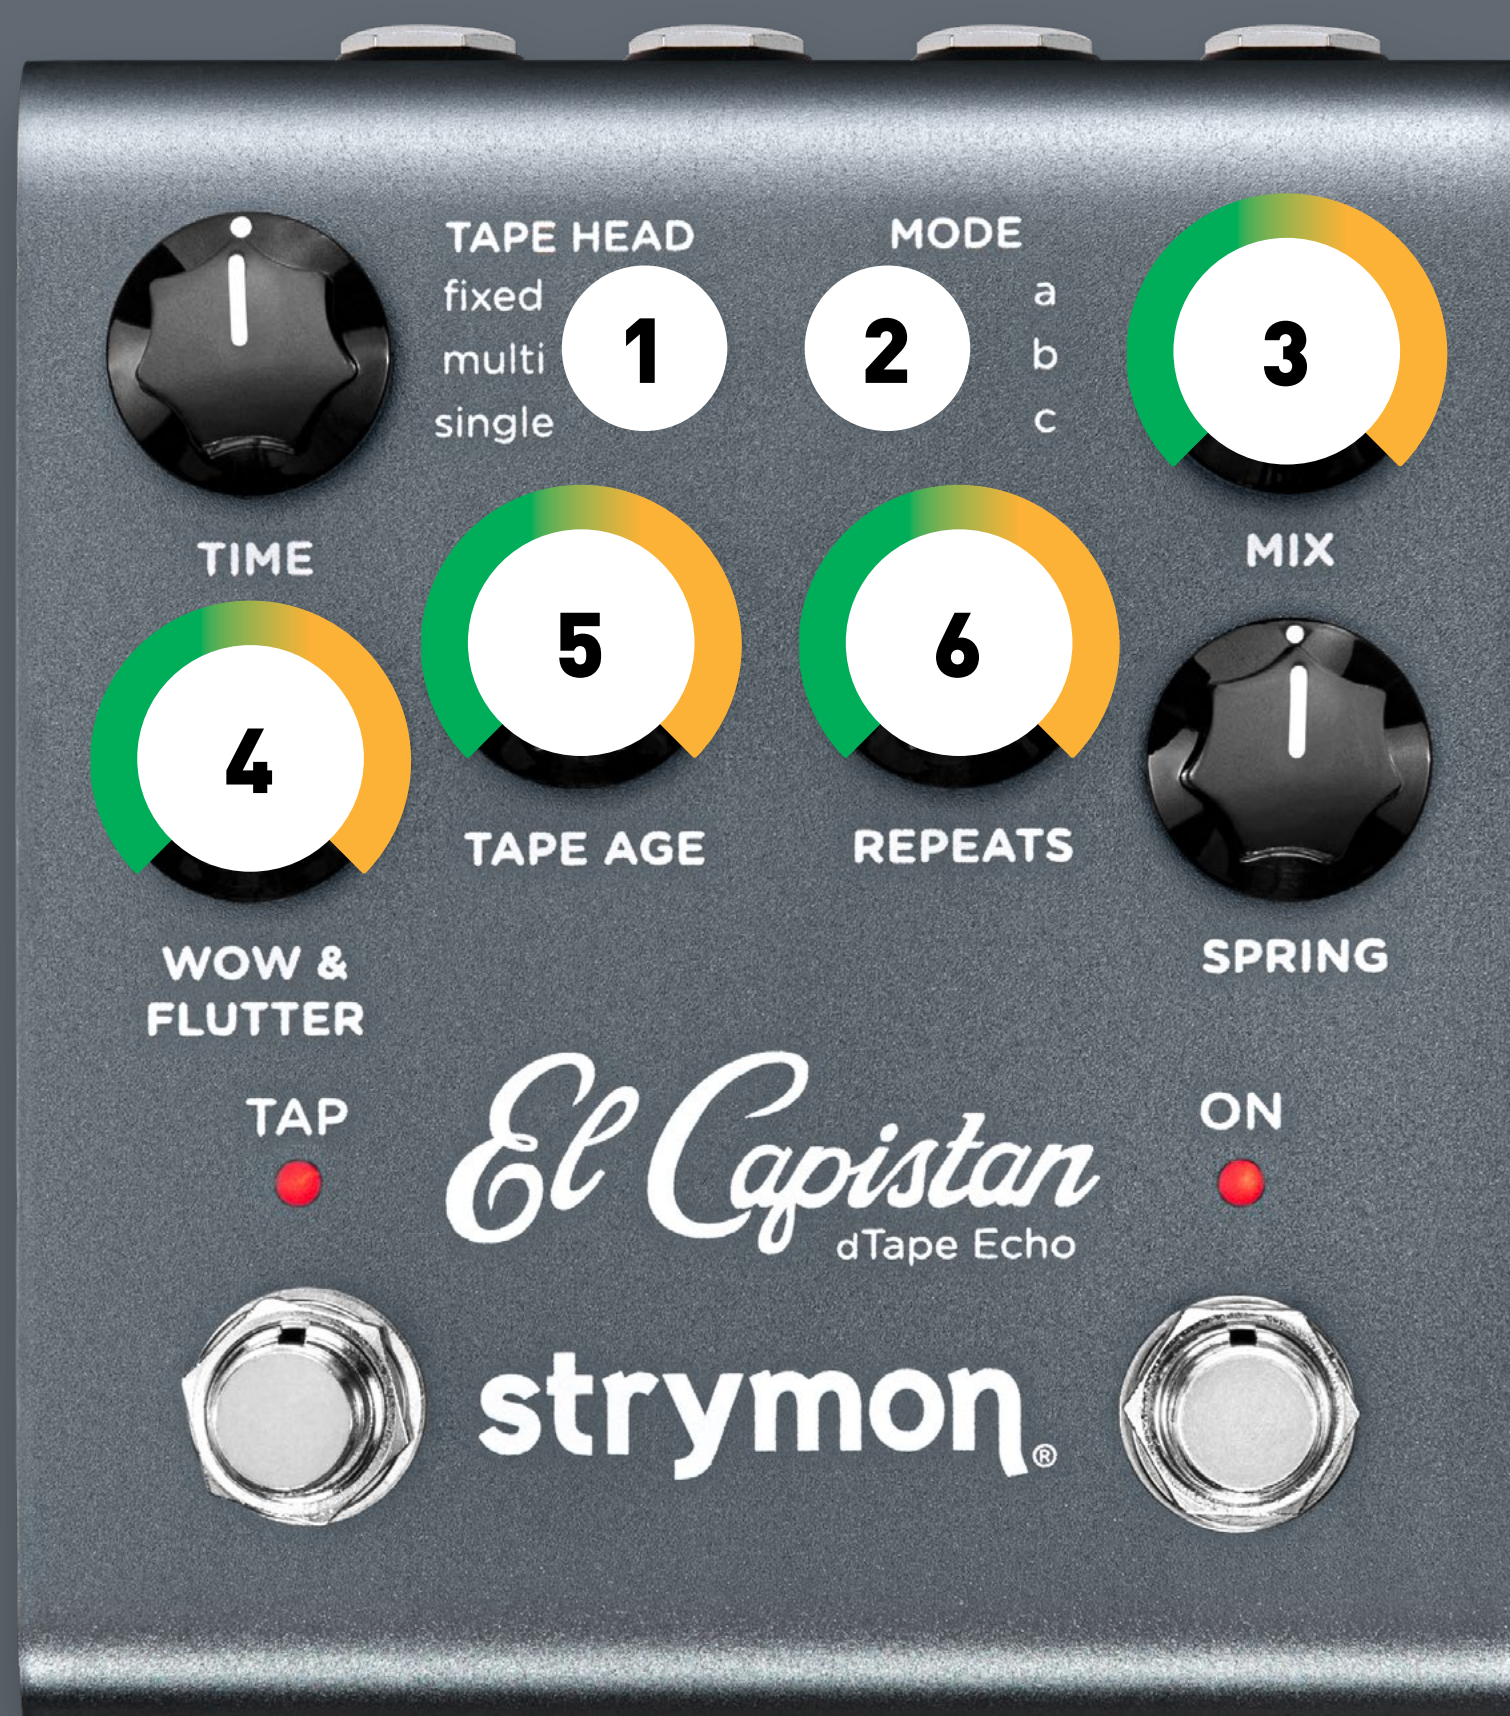 TAPE HEAD
fixed
multi
single
1
MODE
2
a
b
c
3
TIME
MIX
4
5
6
WOW &
FLUTTER
TAPE AGE
REPEATS
SPRING
TAP
ON
El Capistan
dTape Echo
strymon®